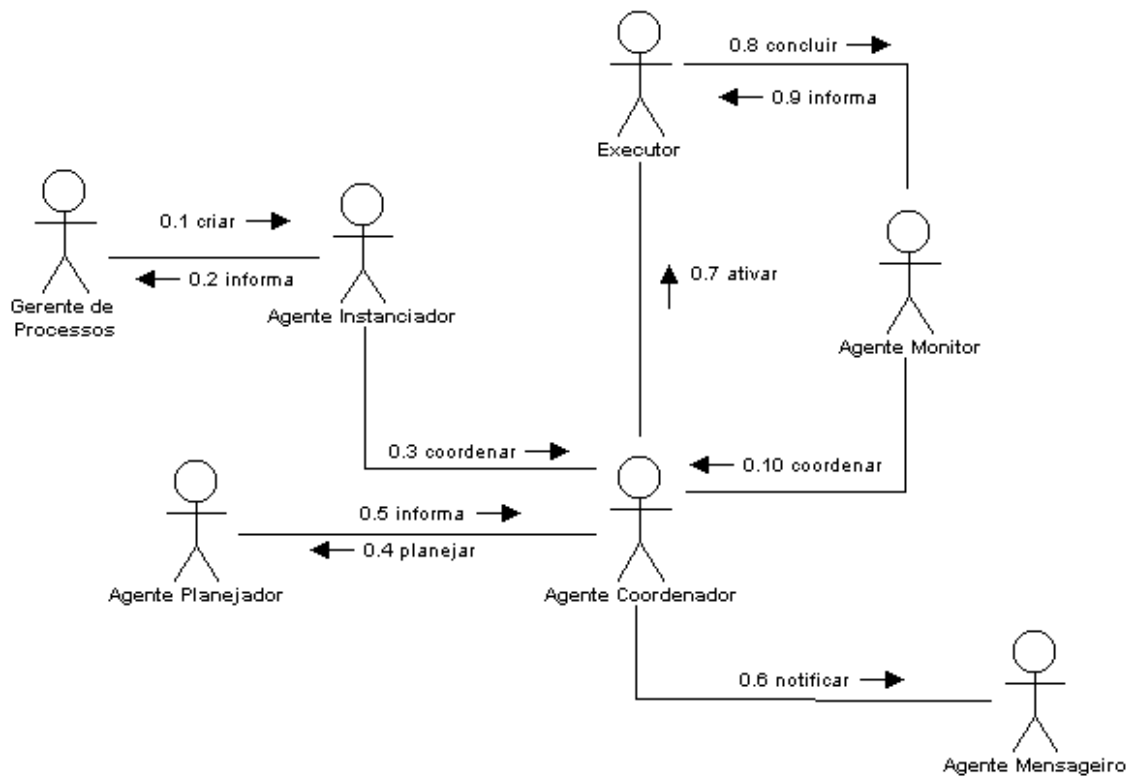 0.8 concluir
0.9 informa
Executor
0.1 criar
0.2 informa
Gerente de
Processos
Agente Instanciador
0.7 ativar
Agente Monitor
0.3 coordenar
0.10 coordenar
0.5 informa
0.4 planejar
Agente Planejador
Agente Coordenador
0.6 notificar
Agente Mensageiro